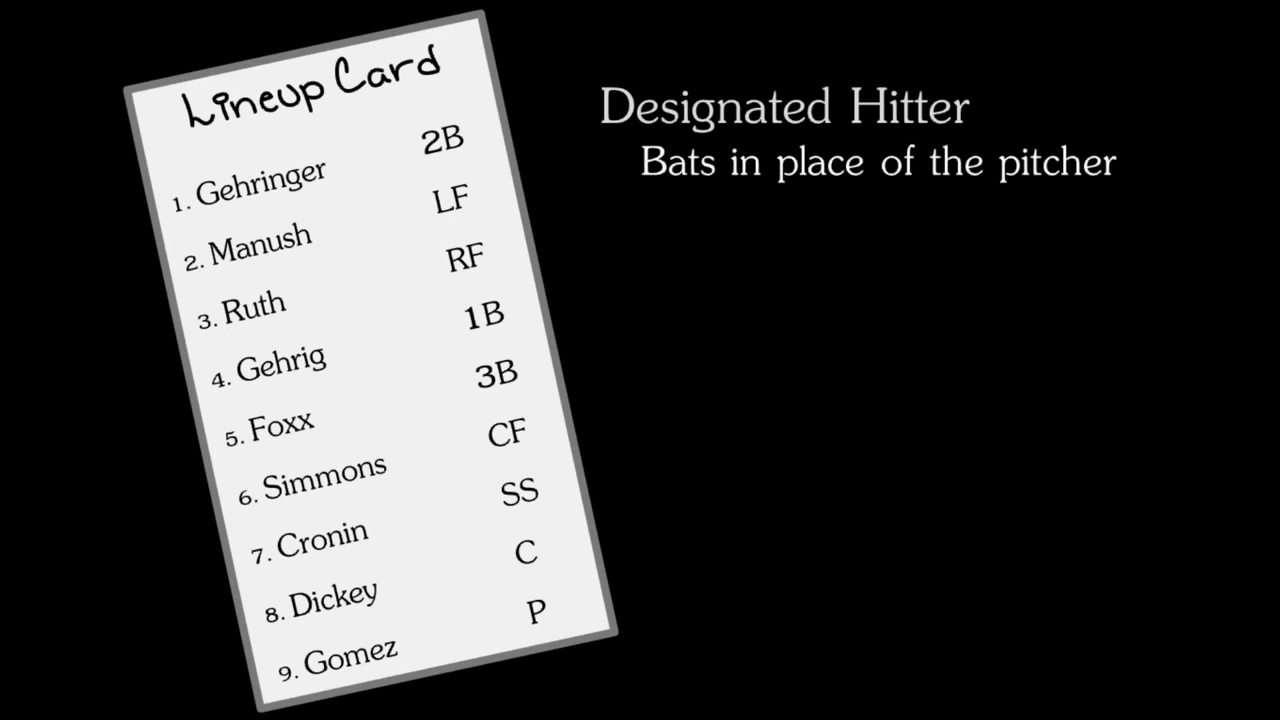 Lineup Card
1. Gehringer 2B
2. Manush LF
3. Ruth RF
4. Gehrig 1B
5. Foxx 3B
6. Simmons CF
7. Cronin SS
8. Dickey C
9. Gomez P
Designated Hitter
Bats in place of the pitcher